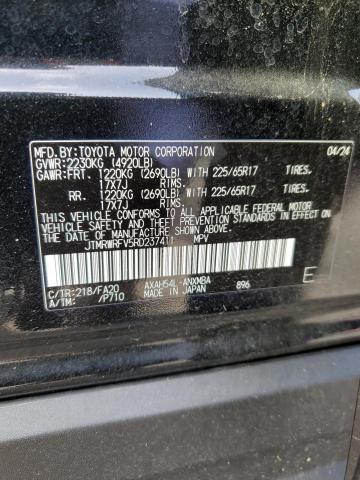 MFD.BY:TOYOTA MOTOR CORPORATION 04/24
GVWR:2230KG (4920LB)
GAWR:FRT. 1220KG (2690LB) WITH 225/65R17 TIRES,
17X7J RIMS,
RR. 1220KG (2690LB) WITH 225/65R17 TIRES,
17X7J RIMS,
THIS VEHICLE CONFORMS TO ALL APPLICABLE FEDERAL MOTOR
VEHICLE SAFETY, BUMPER, AND THEFT PREVENTION STANDARDS
IN EFFECT ON THE DATE OF MANUFACTURE SHOWN ABOVE.
JTMRWRFV5RD237411 MPV
C/TR:218/FA20 AXAH54L-ANXMBA 896 E
A/TM: /P710 MADE IN JAPAN